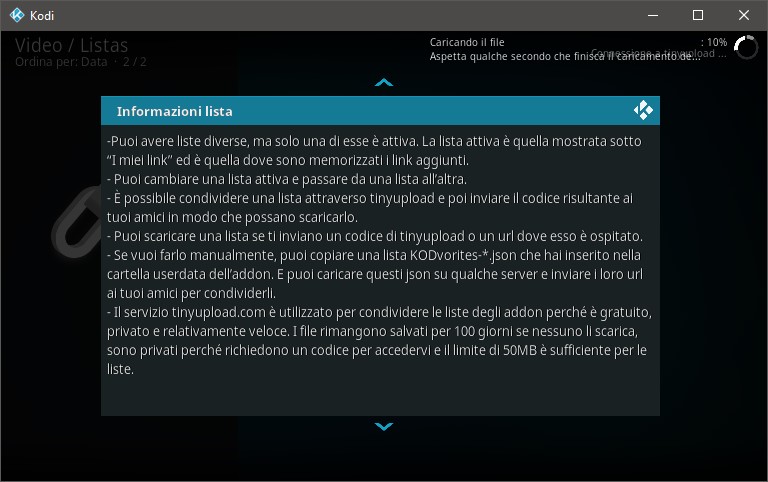 Kodi
Video / Listas
Ordina per: Data · 2 / 2
Caricando il file
: 10%
Connessione a tinyupload ...
Aspetta qualche secondo che finisca il caricamento de...
Informazioni lista
-Puoi avere liste diverse, ma solo una di esse è attiva. La lista attiva è quella mostrata sotto
“I miei link” ed è quella dove sono memorizzati i link aggiunti.
- Puoi cambiare una lista attiva e passare da una lista all’altra.
- È possibile condividere una lista attraverso tinyupload e poi inviare il codice risultante ai
tuoi amici in modo che possano scaricarlo.
- Puoi scaricare una lista se ti inviano un codice di tinyupload o un url dove esso è ospitato.
- Se vuoi farlo manualmente, puoi copiare una lista KODvorites-*.json che hai inserito nella
cartella userdata dell’addon. E puoi caricare questi json su qualche server e inviare i loro url
ai tuoi amici per condividerli.
- Il servizio tinyupload.com è utilizzato per condividere le liste degli addon perché è gratuito,
privato e relativamente veloce. I file rimangono salvati per 100 giorni se nessuno li scarica,
sono privati perché richiedono un codice per accedervi e il limite di 50MB è sufficiente per le
liste.